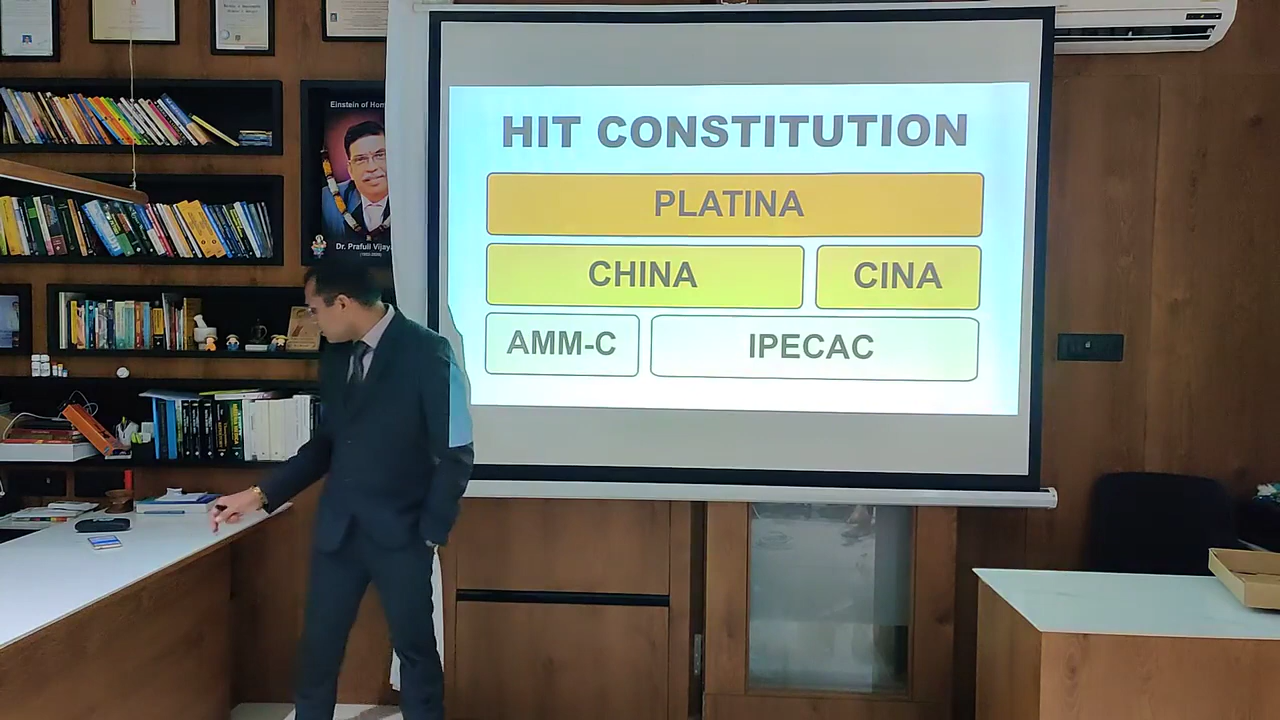 Einstein of Hom
Dr. Prafull Vijay
HIT CONSTITUTION
PLATINA
CHINA
CINA
AMM-C
IPECAC